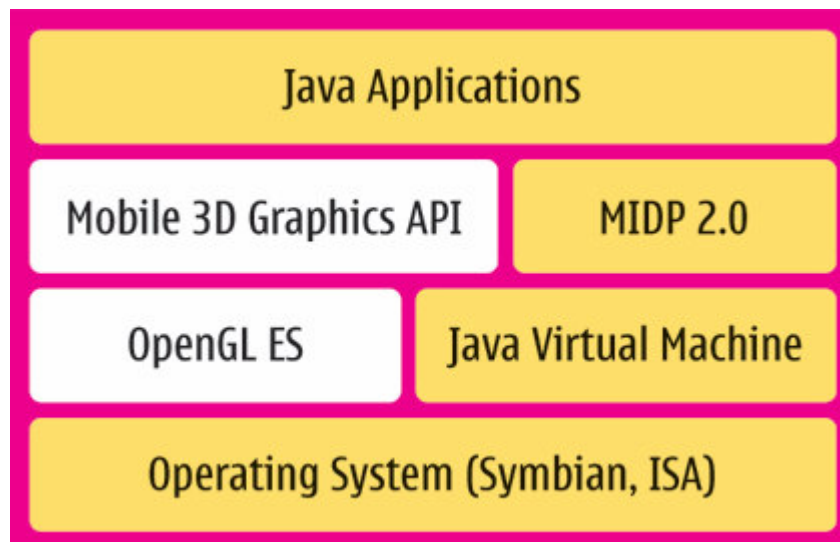 Java Applications
Mobile 3D Graphics API
MIDP 2.0
OpenGL ES
Java Virtual Machine
Operating System (Symbian, ISA)